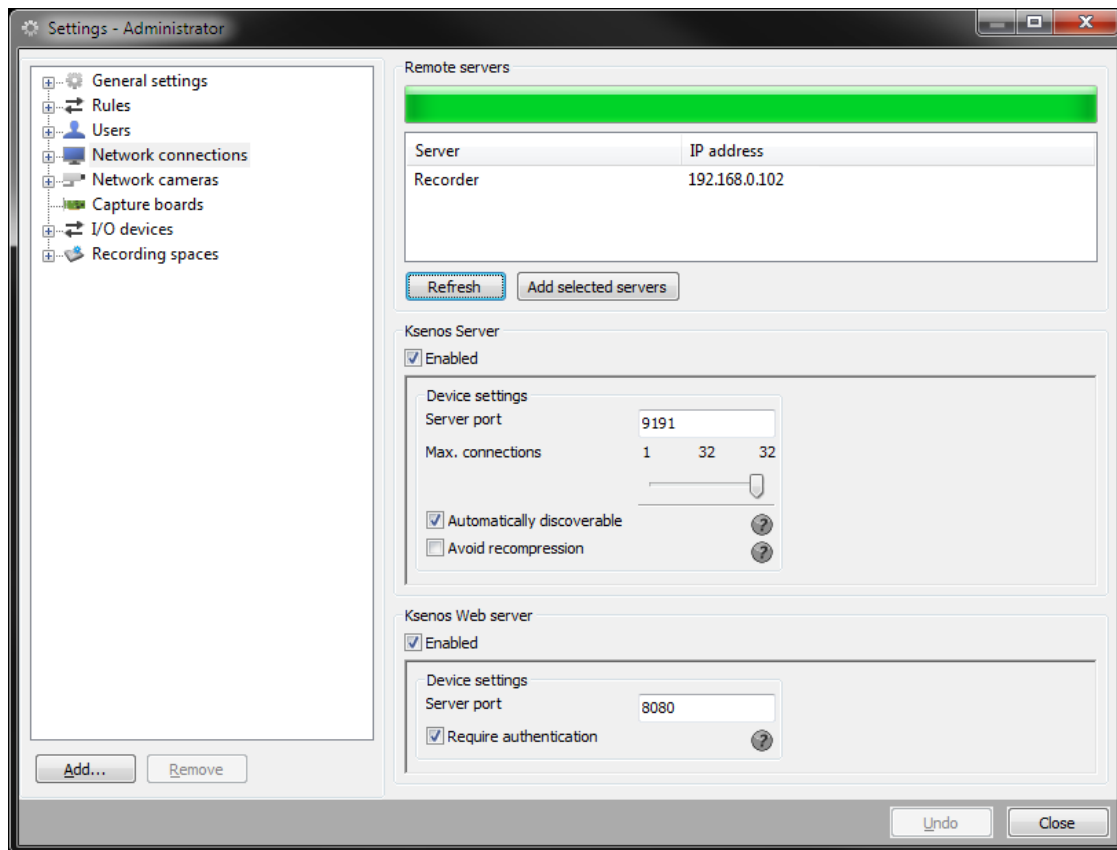 Settings - Administrator
General settings
Rules
Users
Network connections
Network cameras
Capture boards
I/O devices
Recording spaces
Add...
Remove
Remote servers
Server IP address
Recorder 192.168.0.102
Refresh Add selected servers
Ksenos Server
Enabled
Device settings
Server port 9191
Max. connections 1 32 32
Automatically discoverable ?
Avoid recompression ?
Ksenos Web server
Enabled
Device settings
Server port 8080
Require authentication ?
Undo Close